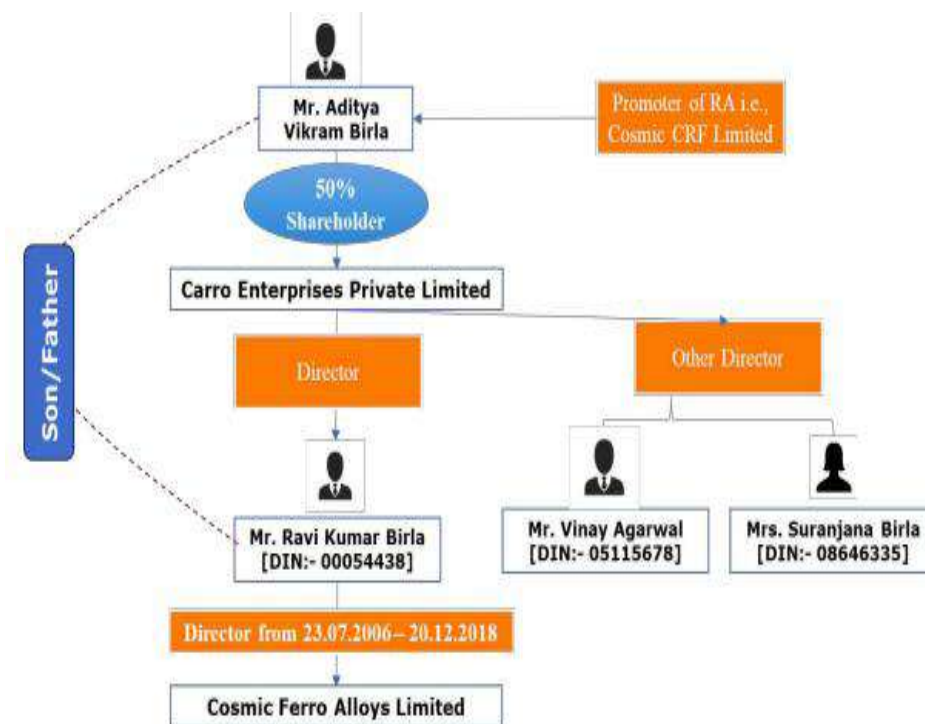 Mr. Aditya
Vikram Birla
Promoter of RA i.e.,
Cosmic CRF Limited
50%
Shareholder
Son/Father
Carro Enterprises Private Limited
Director
Other Director
Mr. Ravi Kumar Birla
[DIN:- 00054438]
Mr. Vinay Agarwal
[DIN:- 05115678]
Mrs. Suranjana Birla
[DIN:- 08646335]
Director from 23.07.2006– 20.12.2018
Cosmic Ferro Alloys Limited